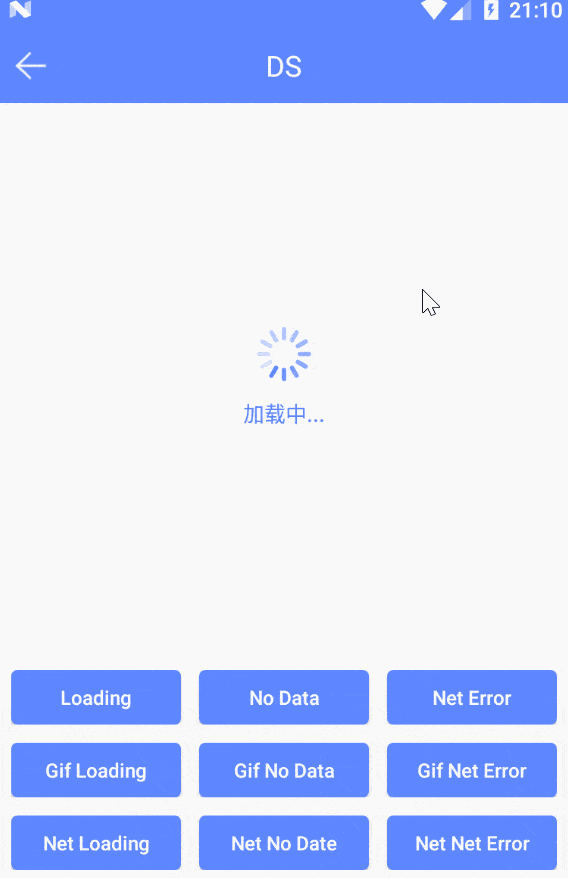 21:10
DS
加载中...
Loading No Data Net Error
Gif Loading Gif No Data Gif Net Error
Net Loading Net No Date Net Net Error